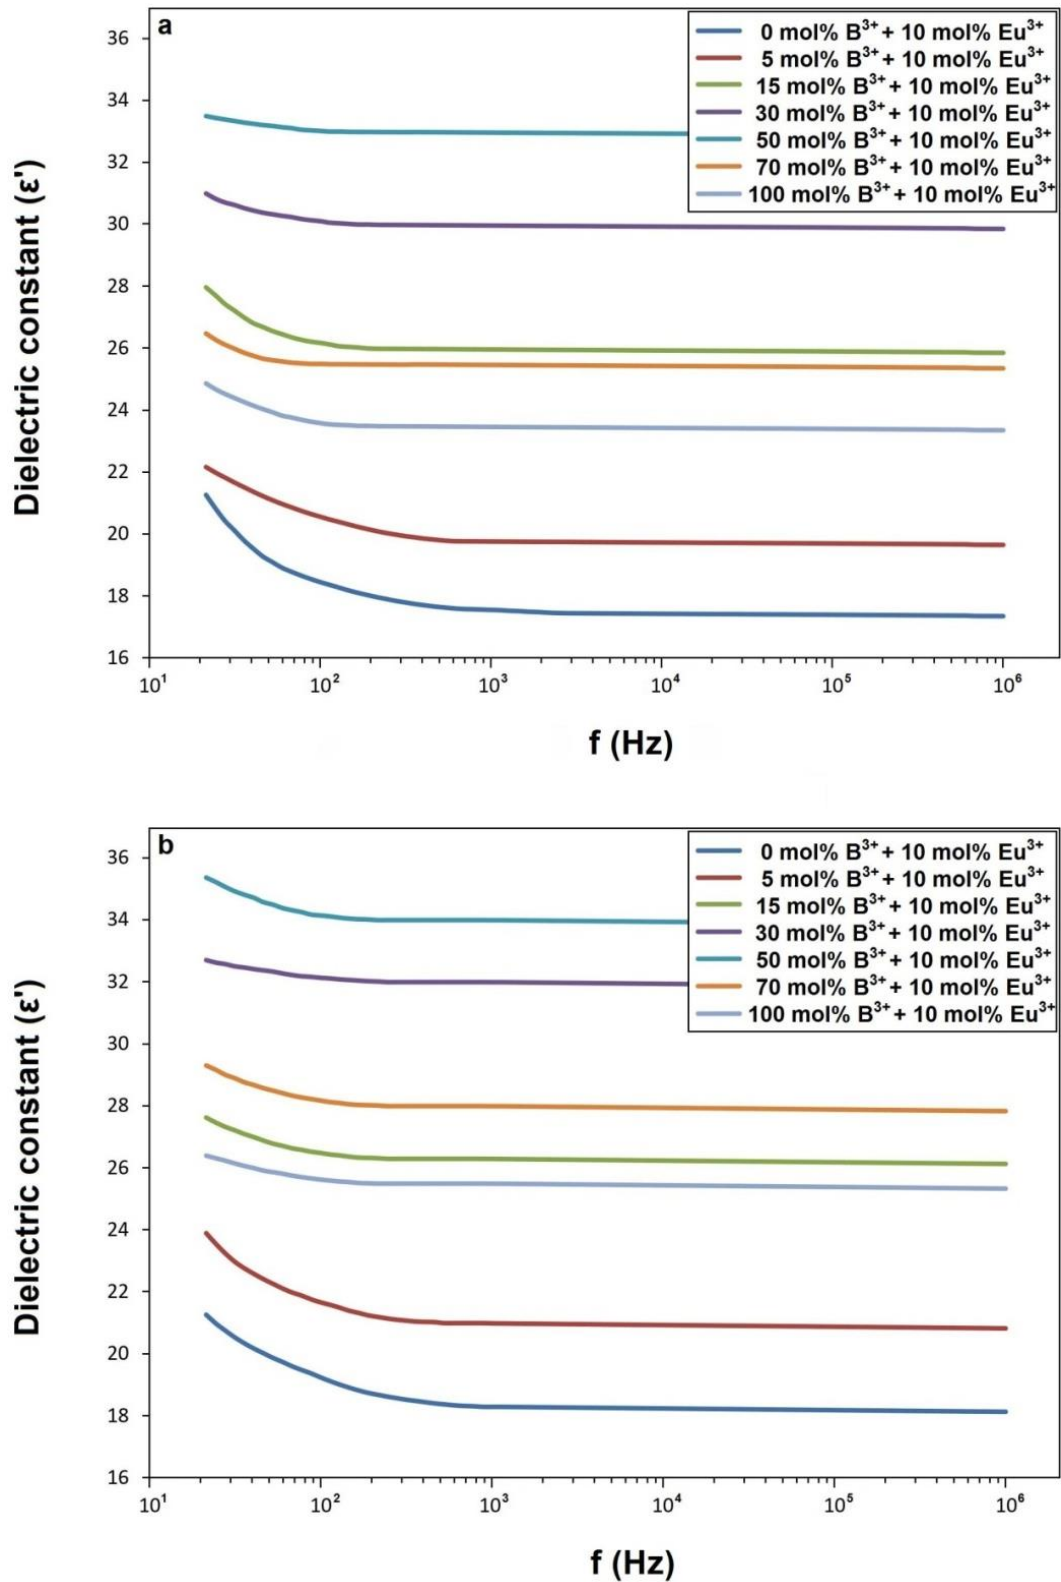 a
0 mol% B³⁺ + 10 mol% Eu³⁺
5 mol% B³⁺ + 10 mol% Eu³⁺
15 mol% B³⁺ + 10 mol% Eu³⁺
30 mol% B³⁺ + 10 mol% Eu³⁺
50 mol% B³⁺ + 10 mol% Eu³⁺
70 mol% B³⁺ + 10 mol% Eu³⁺
100 mol% B³⁺ + 10 mol% Eu³⁺
Dielectric constant (ε')
36
34
32
30
28
26
24
22
20
18
16
10¹ 10² 10³ 10⁴ 10⁵ 10⁶
f (Hz)
b
0 mol% B³⁺ + 10 mol% Eu³⁺
5 mol% B³⁺ + 10 mol% Eu³⁺
15 mol% B³⁺ + 10 mol% Eu³⁺
30 mol% B³⁺ + 10 mol% Eu³⁺
50 mol% B³⁺ + 10 mol% Eu³⁺
70 mol% B³⁺ + 10 mol% Eu³⁺
100 mol% B³⁺ + 10 mol% Eu³⁺
Dielectric constant (ε')
36
34
32
30
28
26
24
22
20
18
16
10¹ 10² 10³ 10⁴ 10⁵ 10⁶
f (Hz)